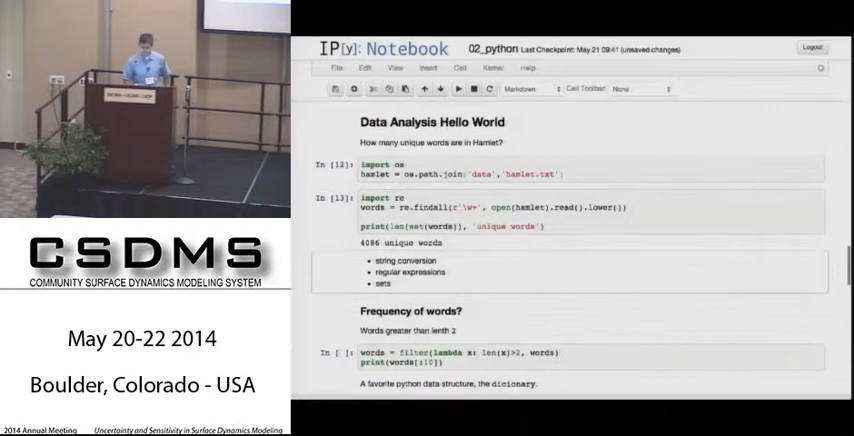 CSDMS
COMMUNITY SURFACE DYNAMICS MODELING SYSTEM
May 20-22 2014
Boulder, Colorado - USA
2014 Annual Meeting Uncertainty and Sensitivity in Surface Dynamics Modeling
IP[y]: Notebook 02_python Last Checkpoint: May 21 09:41 (unsaved changes)
Logout
File Edit View Insert Cell Kernel Help
Markdown Cell Toolbar: None
Data Analysis Hello World
How many unique words are in Hamlet?
In [12]: import os
hamlet = os.path.join('data','hamlet.txt')
In [13]: import re
words = re.findall(r'\w+', open(hamlet).read().lower())
print(len(set(words)), 'unique words')
4086 unique words
• string conversion
• regular expressions
• sets
Frequency of words?
Words greater than lenth 2
In [ ]: words = filter(lambda x: len(x)>2, words)
print(words[:10])
A favorite python data structure, the dictionary.